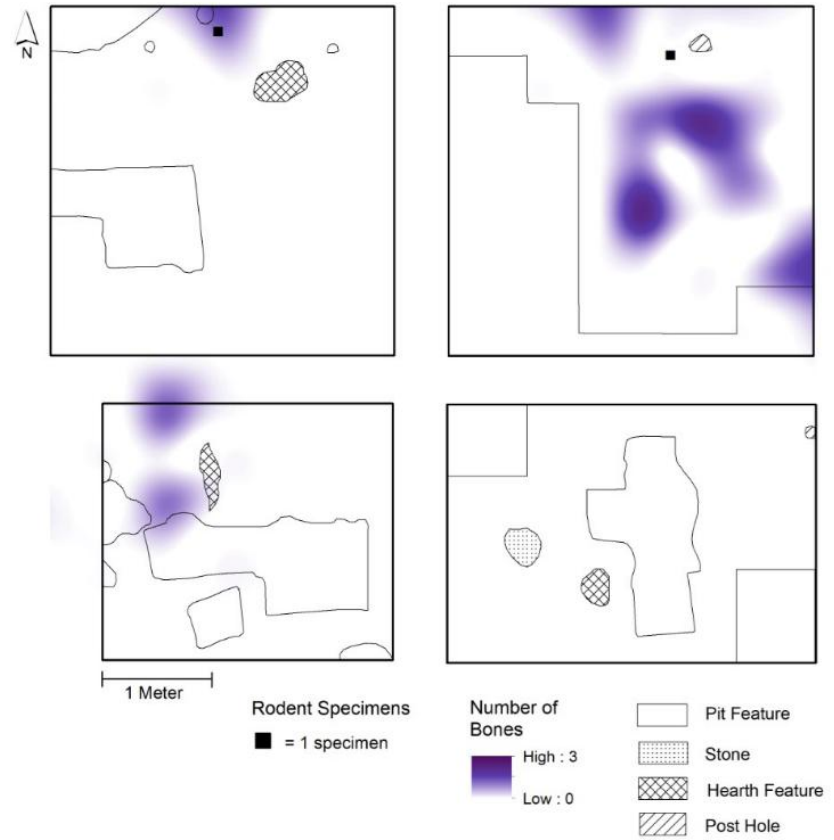 N
1 Meter
Rodent Specimens
= 1 specimen
Number of
Bones
High : 3
Low : 0
Pit Feature
Stone
Hearth Feature
Post Hole